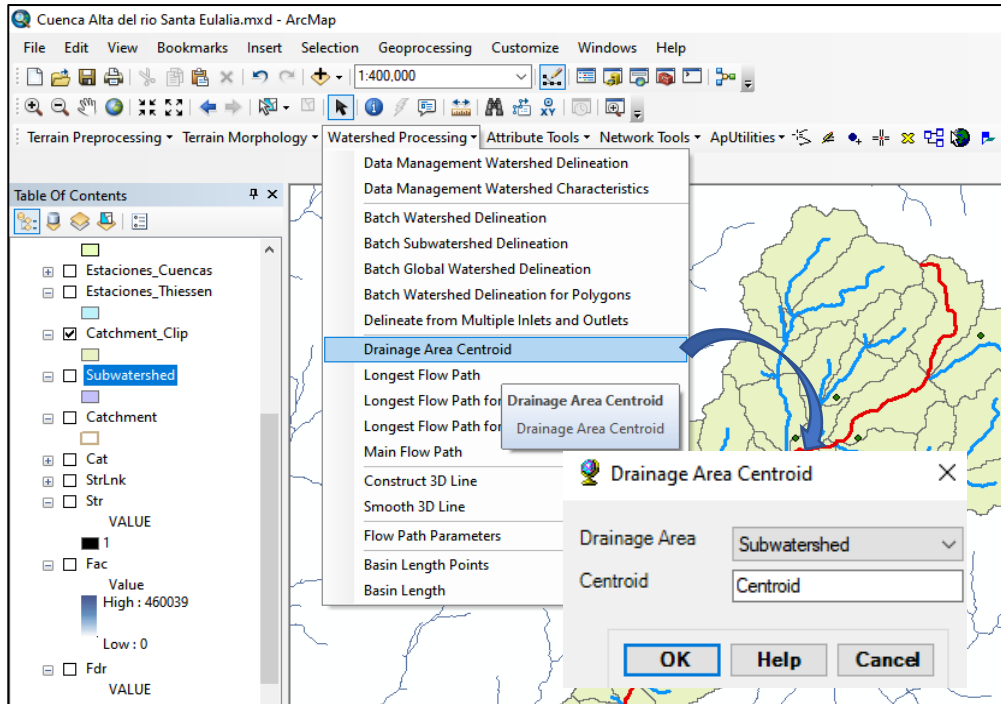 Cuenca Alta del rio Santa Eulalia.mxd - ArcMap
File Edit View Bookmarks Insert Selection Geoprocessing Customize Windows Help
1:400,000
Terrain Preprocessing Terrain Morphology Watershed Processing Attribute Tools Network Tools ApUtilities
Data Management Watershed Delineation
Data Management Watershed Characteristics
Batch Watershed Delineation
Batch Subwatershed Delineation
Batch Global Watershed Delineation
Batch Watershed Delineation for Polygons
Delineate from Multiple Inlets and Outlets
Drainage Area Centroid
Longest Flow Path
Longest Flow Path for
Longest Flow Path for
Main Flow Path
Construct 3D Line
Smooth 3D Line
Flow Path Parameters
Basin Length Points
Basin Length
Drainage Area Centroid
Drainage Area Centroid
Table Of Contents
Estaciones_Cuencas
Estaciones_Thiessen
Catchment_Clip
Subwatershed
Catchment
Cat
StrLnk
Str
VALUE
1
Fac
Value
High : 460039
Low : 0
Fdr
VALUE
Drainage Area Centroid
Drainage Area Subwatershed
Centroid Centroid
OK Help Cancel